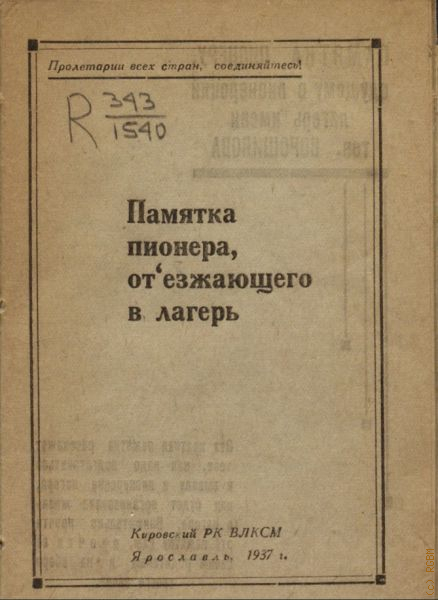 Пролетарии всех стран, соединяйтесь!
R 343
1540
Памятка
пионера,
от‘езжающего
в лагерь
Кировский РК ВЛКСМ
Ярославль, 1937 г.